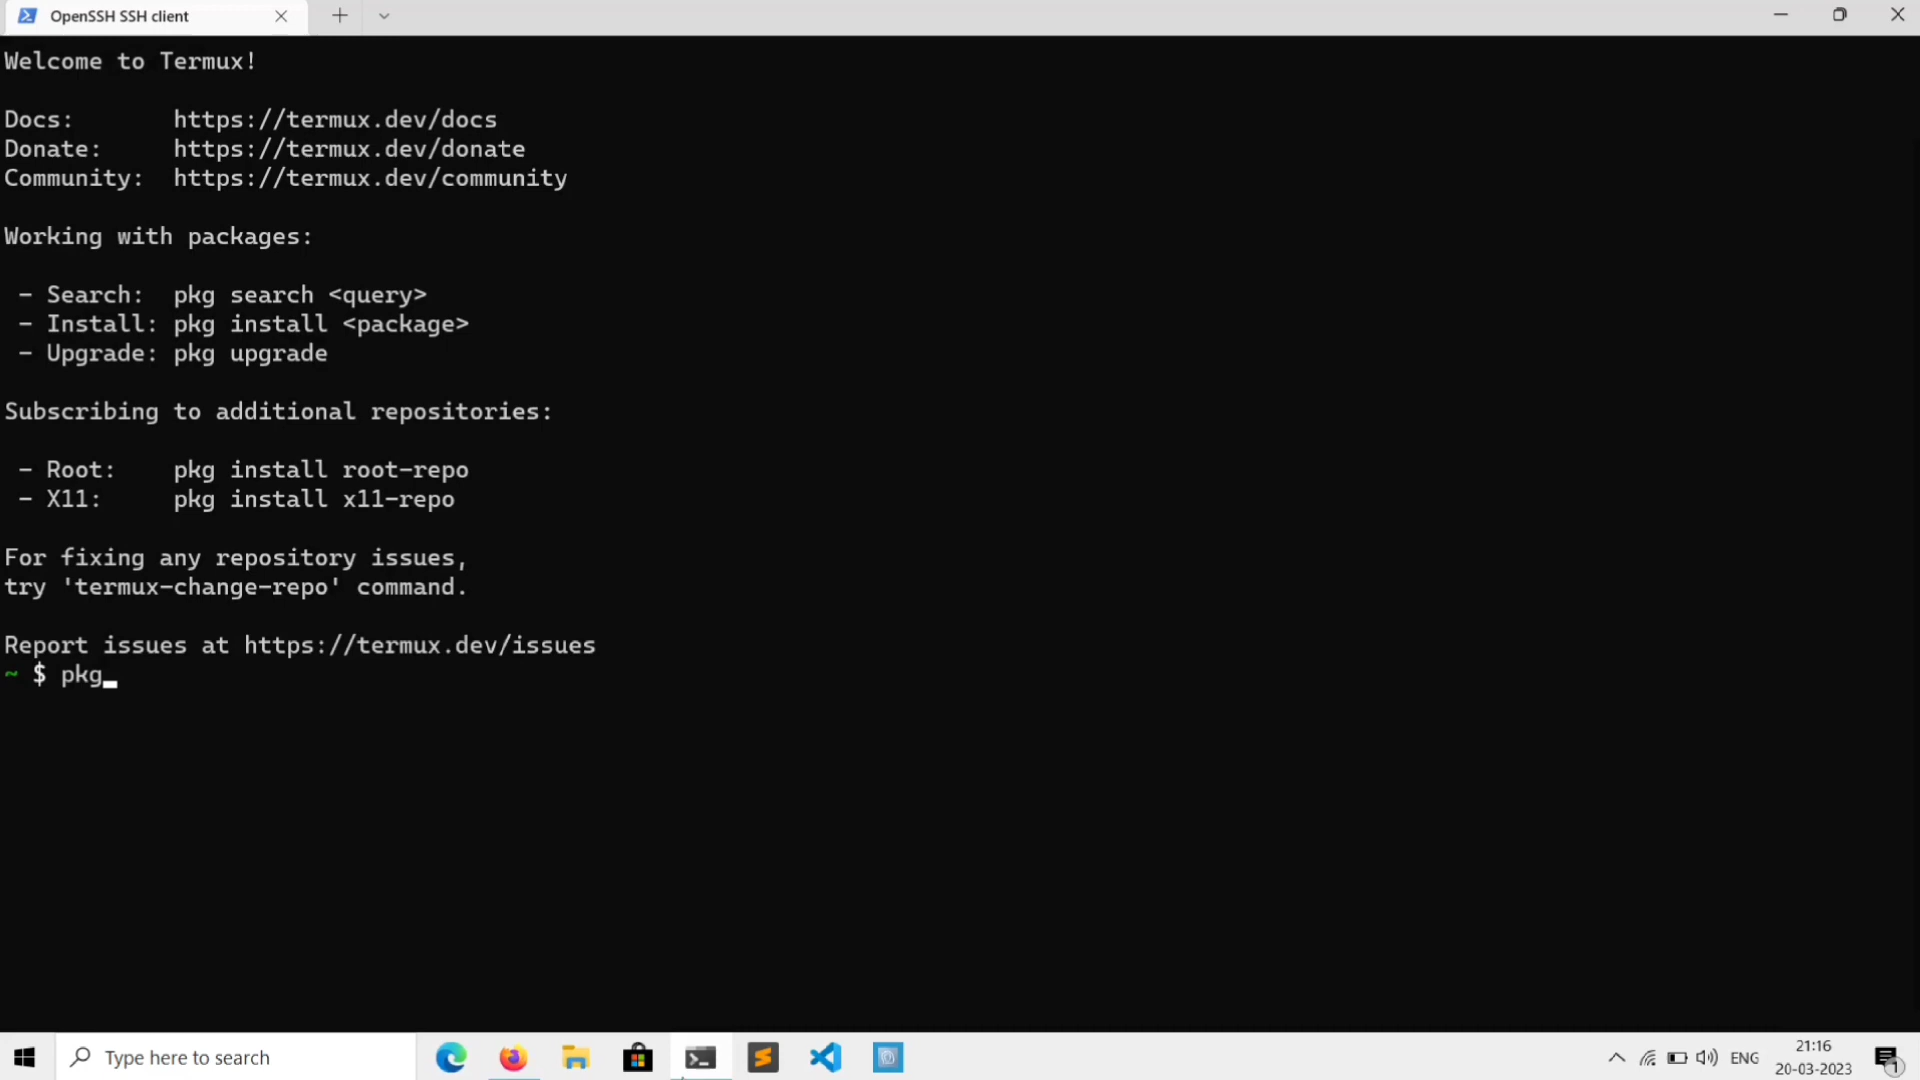 OpenSSH SSH client
Welcome to Termux!
Docs: https://termux.dev/docs
Donate: https://termux.dev/donate
Community: https://termux.dev/community
Working with packages:
- Search: pkg search <query>
- Install: pkg install <package>
- Upgrade: pkg upgrade
Subscribing to additional repositories:
- Root: pkg install root-repo
- X11: pkg install x11-repo
For fixing any repository issues,
try 'termux-change-repo' command.
Report issues at https://termux.dev/issues
~ $ pkg
Type here to search
ENG
21:16
20-03-2023
1